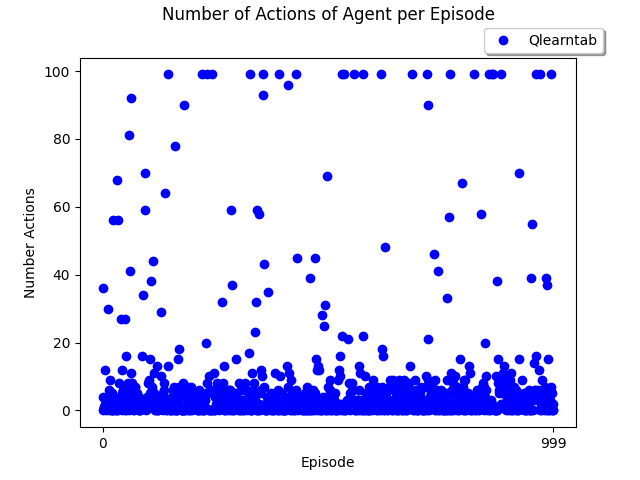 Number of Actions of Agent per Episode
Qlearntab
100
80
60
40
20
0
Number Actions
0 999
Episode